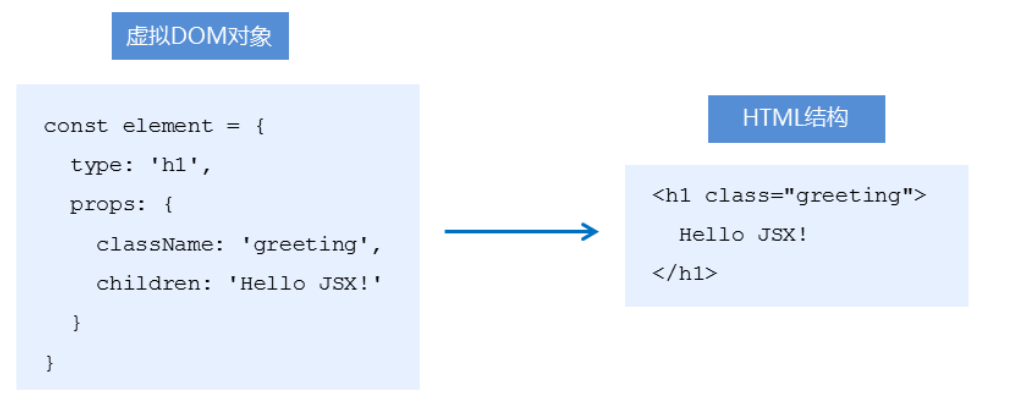 虚拟DOM对象
const element = {
  type: 'h1',
  props: {
    className: 'greeting',
    children: 'Hello JSX!'
  }
}
HTML结构
<h1 class="greeting">
  Hello JSX!
</h1>